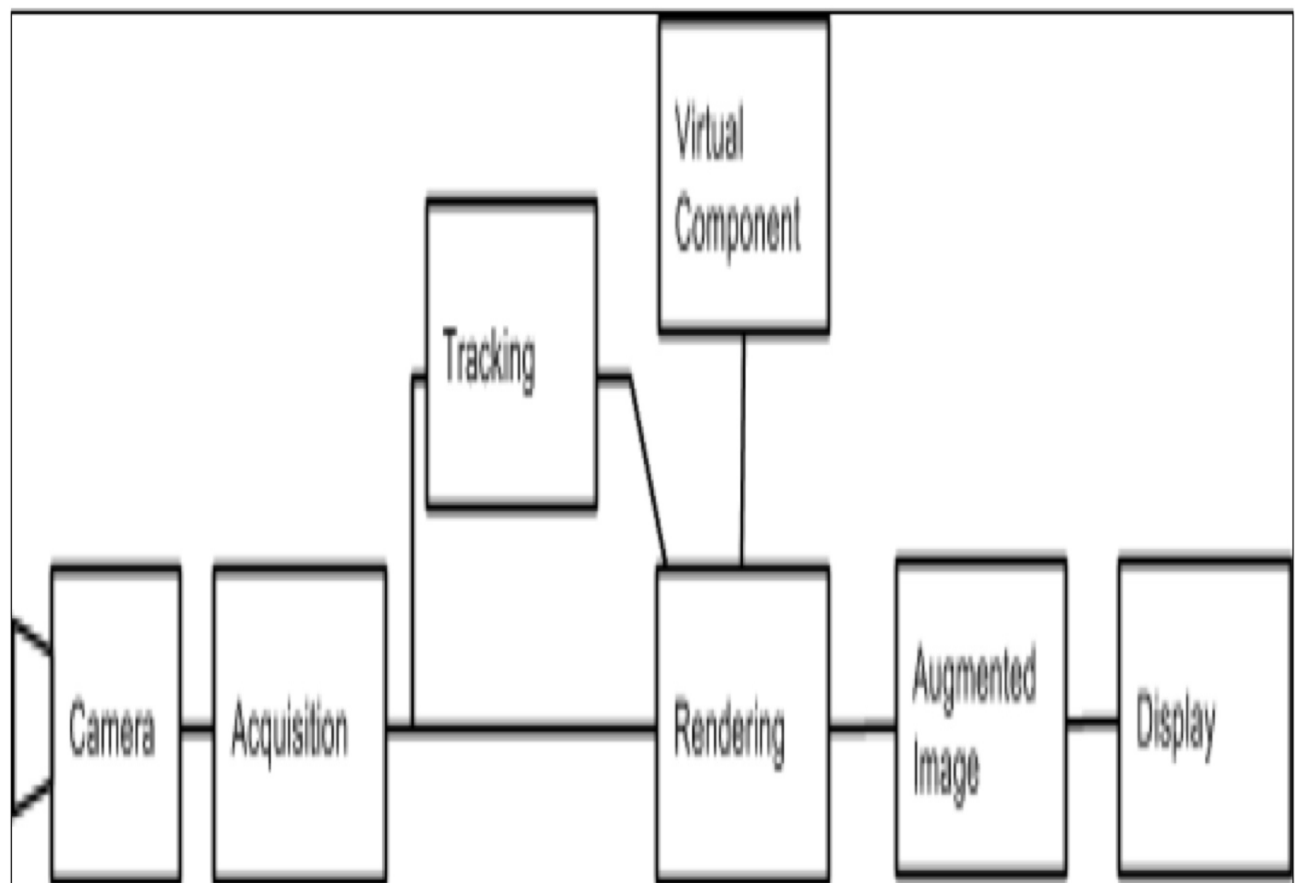 Virtual
Component
Tracking
Camera
Acquisition
Rendering
Augmented
Image
Display